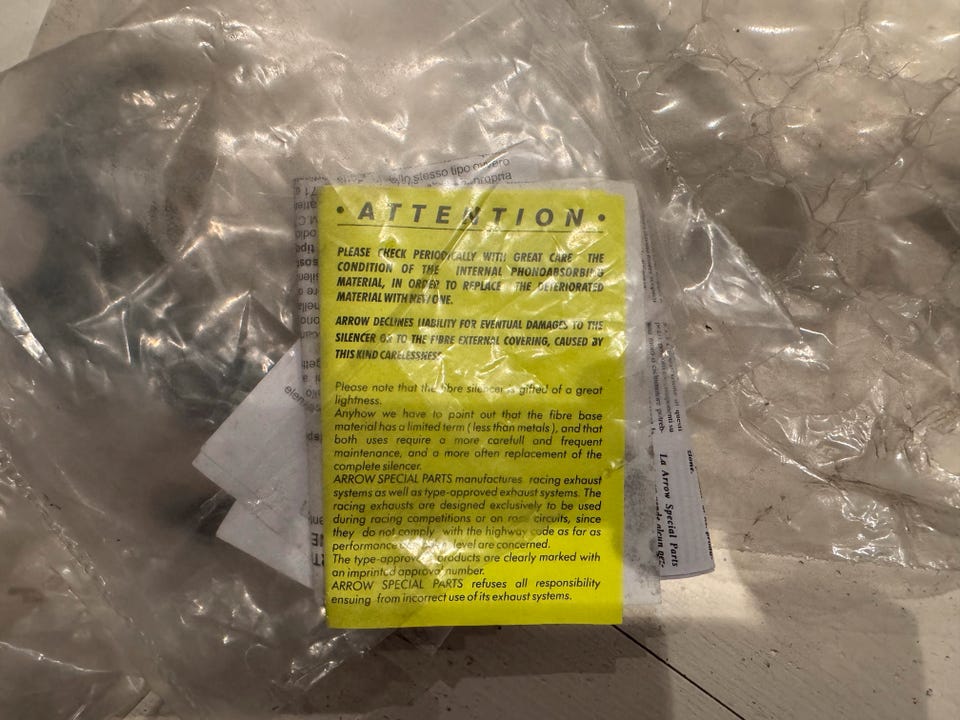 • ATTENTION •
PLEASE CHECK PERIODICALLY WITH GREAT CARE THE
CONDITION OF THE INTERNAL PHONOABSORBING
MATERIAL, IN ORDER TO REPLACE THE DETERIORATED
MATERIAL WITH NEW ONE.
ARROW DECLINES LIABILITY FOR EVENTUAL DAMAGES TO THE
SILENCER OR TO THE FIBRE EXTERNAL COVERING, CAUSED BY
THIS KIND CARELESSNESS.
Please note that the fibre silencer is gifted of a great
lightness.
Anyhow we have to point out that the fibre base
material has a limited term ( less than metals ), and that
both uses require a more carefull and frequent
maintenance, and a more often replacement of the
complete silencer.
ARROW SPECIAL PARTS manufactures racing exhaust
systems as well as type-approved exhaust systems. The
racing exhausts are designed exclusively to be used
during racing competitions or on race circuits, since
they do not comply with the highway code as far as
performance level are concerned.
The type-approved products are clearly marked with
an imprinted approval number.
ARROW SPECIAL PARTS refuses all responsibility
ensuing from incorrect use of its exhaust systems.
lo stesso tipo ovvero
La Arrow Special Parts